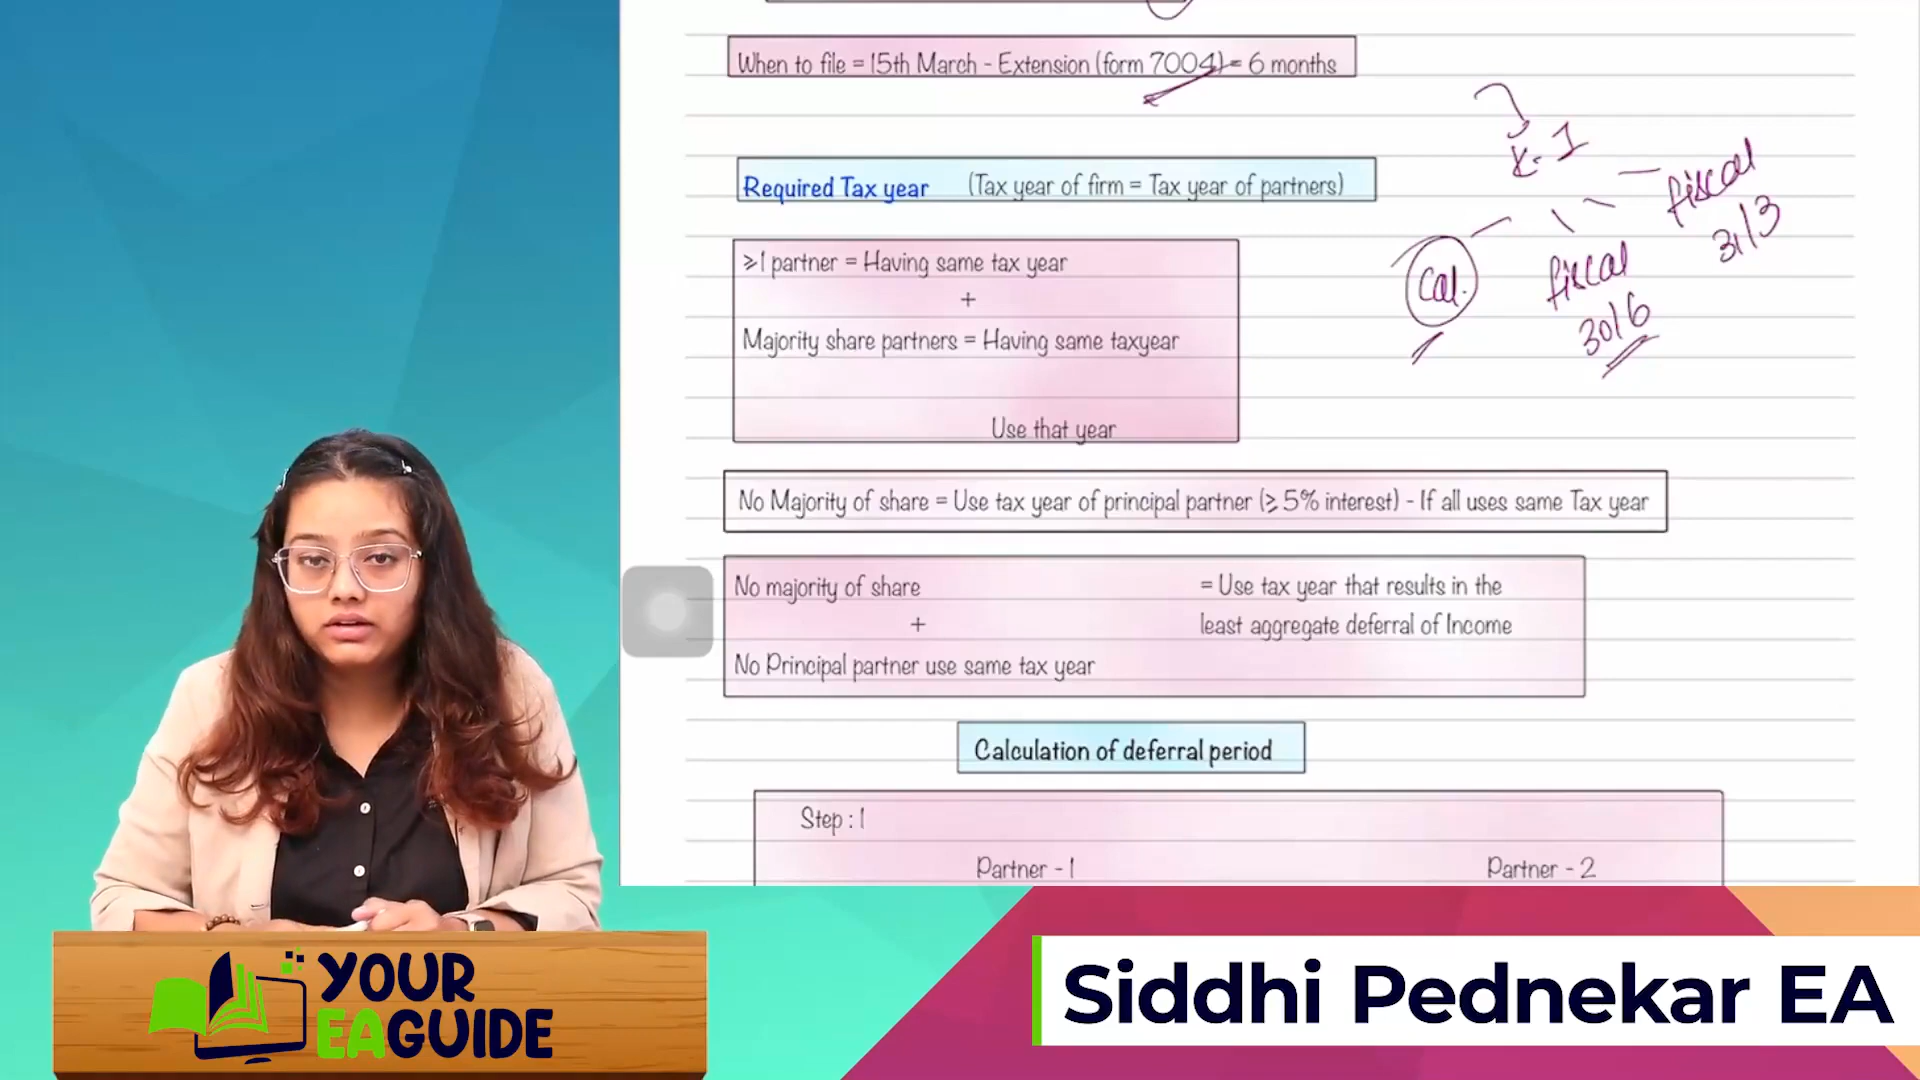 When to file = 15th March - Extension (form 7004) = 6 months
K-1
Required Tax year (Tax year of firm = Tax year of partners)
fiscal
31/3
⩾1 partner = Having same tax year
+
Majority share partners = Having same taxyear
Use that year
Cal.
fiscal
30/6
No Majority of share = Use tax year of principal partner (⩾ 5% interest) - If all uses same Tax year
No majority of share = Use tax year that results in the
+ least aggregate deferral of Income
No Principal partner use same tax year
Calculation of deferral period
Step : 1
Partner - 1 Partner - 2
YOUR
EAGUIDE
Siddhi Pednekar EA